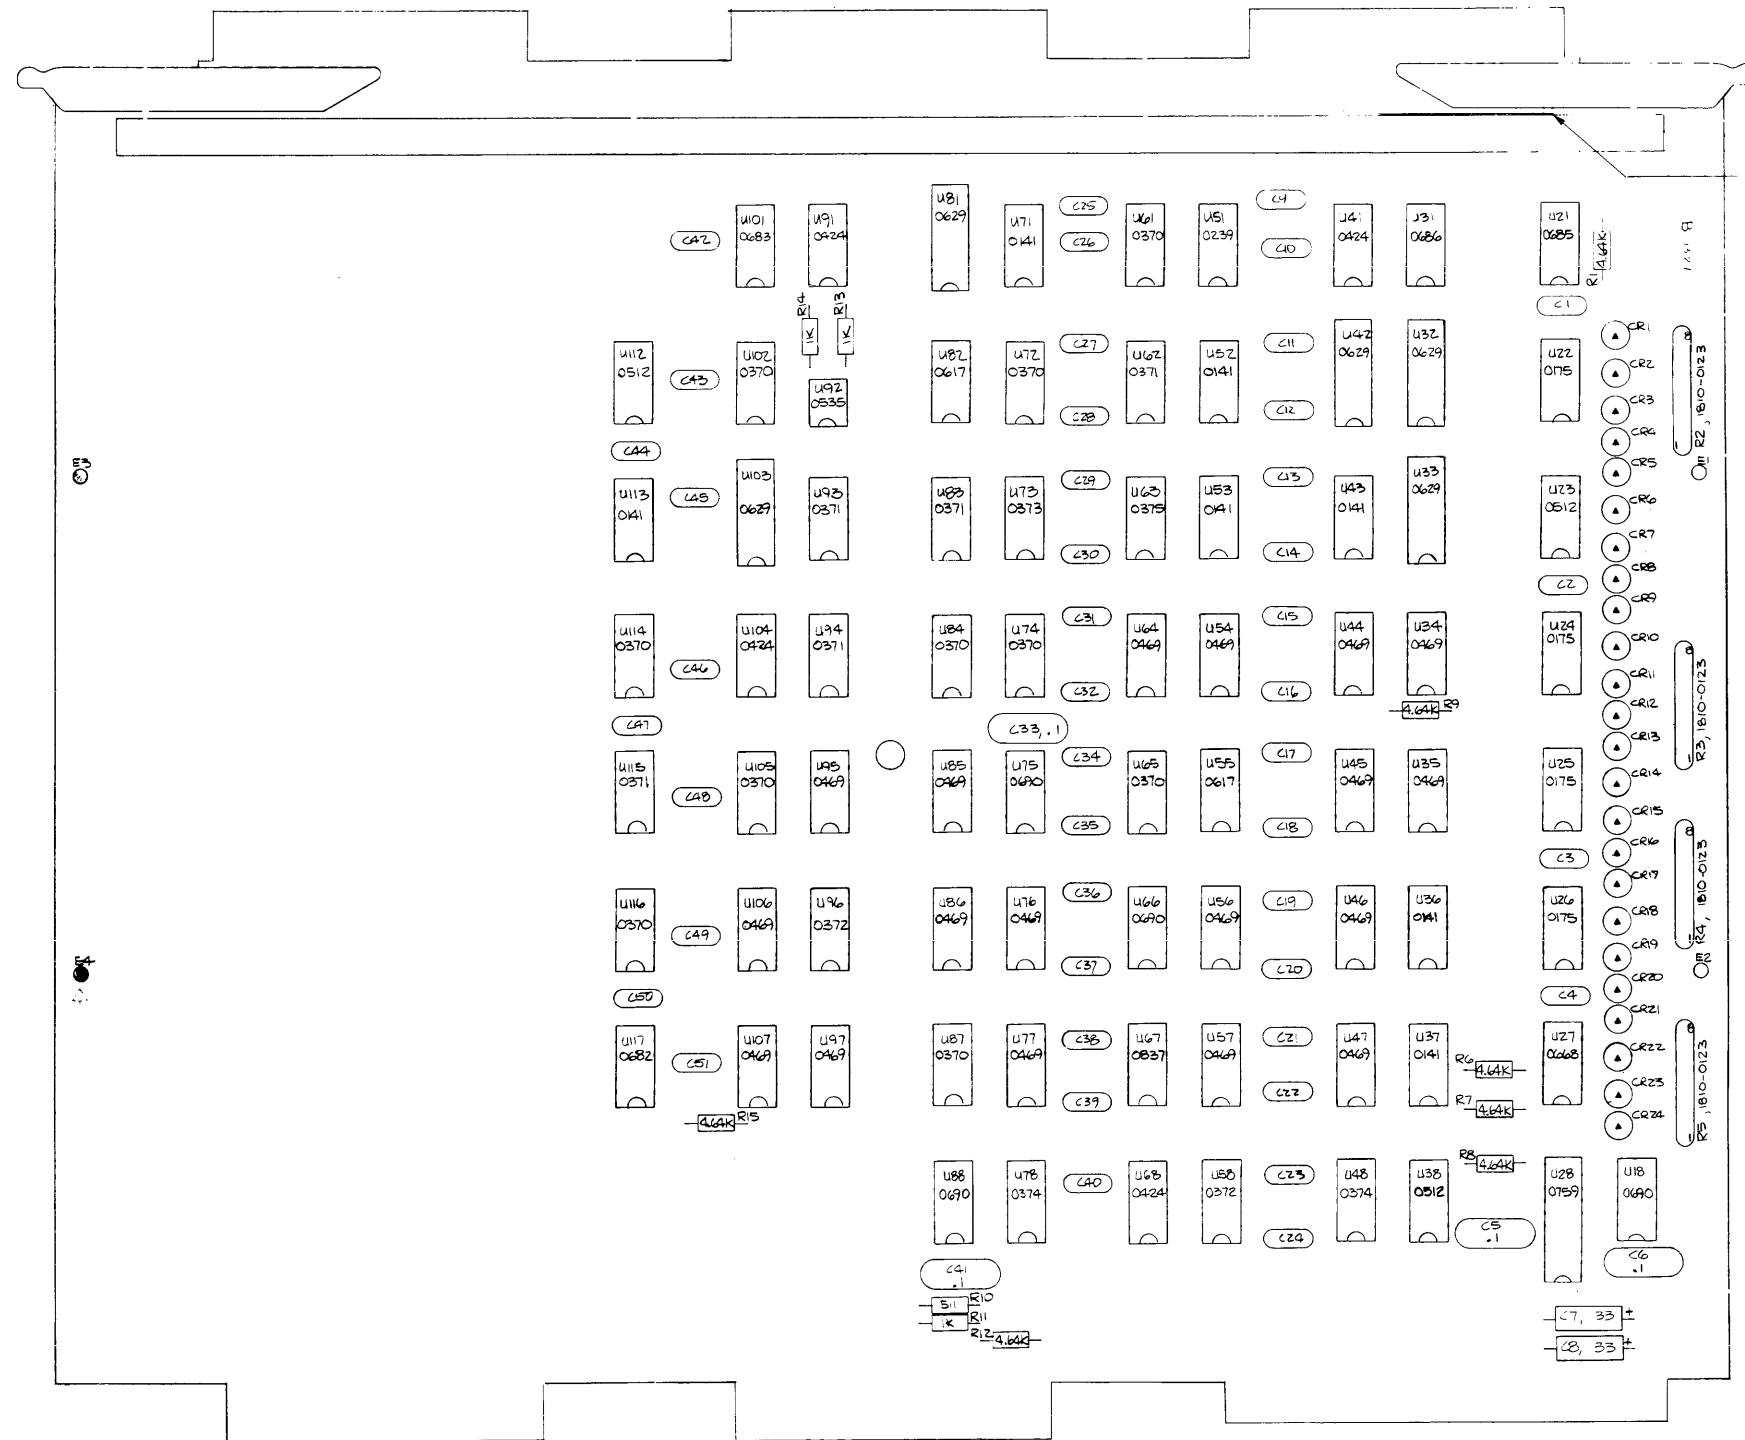 U81
0629
C25
C9
U101
0683
U91
0424
U71
0141
U61
0370
U51
0239
U41
0424
U31
0686
U21
0685
C42
C26
C10
4.64K
R1
R14
R13
1K
1K
C1
CR1
U112
0512
U102
0370
U82
0617
U72
0370
C27
U62
0371
U52
0141
C11
U42
0629
U32
0629
U22
0175
CR2
C43
U92
0535
C28
C12
CR3
R2, 1810-0123
CR4
C44
CR5
E1
E3
U113
0141
C45
U103
0629
U93
0371
U83
0371
U73
0373
C29
U63
0375
U53
0141
C13
U43
0141
U33
0629
U23
0512
CR6
C30
C14
CR7
C2
CR8
CR9
U114
0370
U104
0424
U94
0371
U84
0370
U74
0370
C31
U64
0469
U54
0469
C15
U44
0469
U34
0469
U24
0175
CR10
C46
C32
C16
CR11
4.64K
R9
CR12
R3, 1810-0123
C47
C33, .1
CR13
U115
0371
U105
0370
U95
0469
U85
0469
U75
0690
C34
U65
0370
U55
0617
C17
U45
0469
U35
0469
U25
0175
CR14
C48
C35
C18
CR15
C3
CR16
CR17
U116
0370
U106
0469
U96
0372
U86
0469
U76
0469
C36
U66
0690
U56
0469
C19
U46
0469
U36
0141
U26
0175
CR18
R4, 1810-0123
C49
C37
C20
CR19
E2
E4
C50
C4
CR20
CR21
U117
0682
C51
U107
0469
U97
0469
U87
0370
U77
0469
C38
U67
0837
U57
0469
C21
U47
0469
U37
0141
R6
4.64K
U27
0668
CR22
C39
C22
R7
4.64K
CR23
R5, 1810-0123
4.64K
R15
CR24
U88
0690
U78
0374
C40
U68
0424
U58
0372
C23
U48
0374
U38
0512
R8
4.64K
U28
0759
U18
0690
C24
C5
.1
C41
.1
C6
.1
511
R10
1K
R11
R12
4.64K
C7, 33
+
C8, 33
+